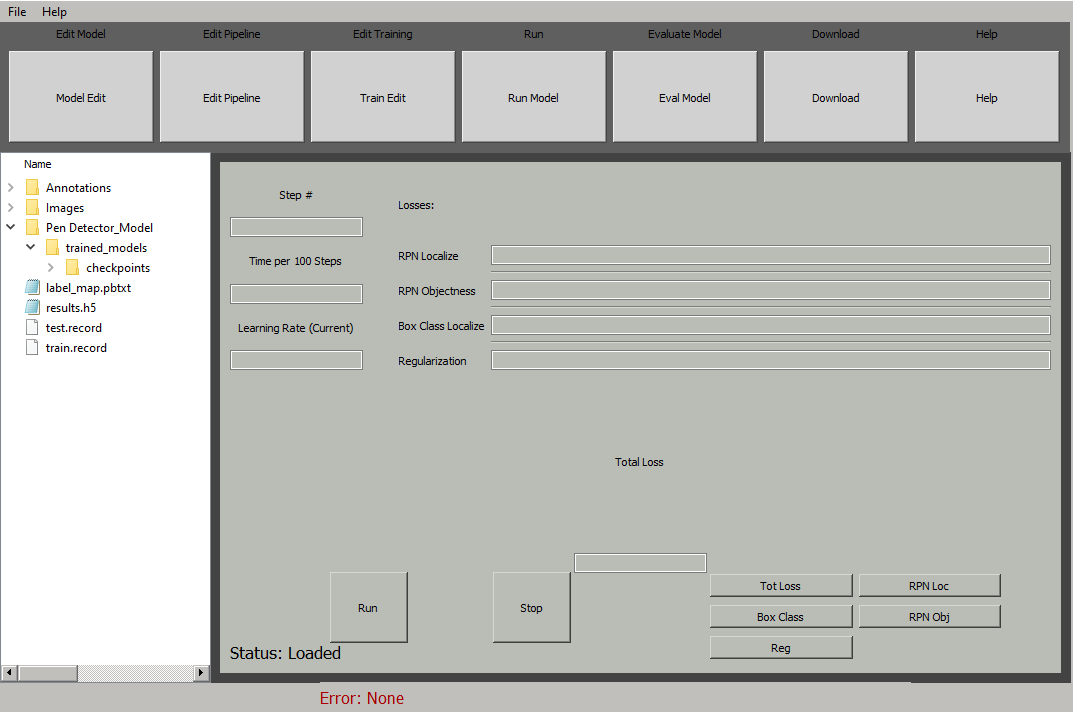 File Help
Edit Model Edit Pipeline Edit Training Run Evaluate Model Download Help
Model Edit Edit Pipeline Train Edit Run Model Eval Model Download Help
Name
Annotations
Images
Pen Detector_Model
trained_models
checkpoints
label_map.pbtxt
results.h5
test.record
train.record
Step #
Time per 100 Steps
Learning Rate (Current)
Losses:
RPN Localize
RPN Objectness
Box Class Localize
Regularization
Total Loss
Run Stop
Tot Loss RPN Loc
Box Class RPN Obj
Reg
Status: Loaded
Error: None